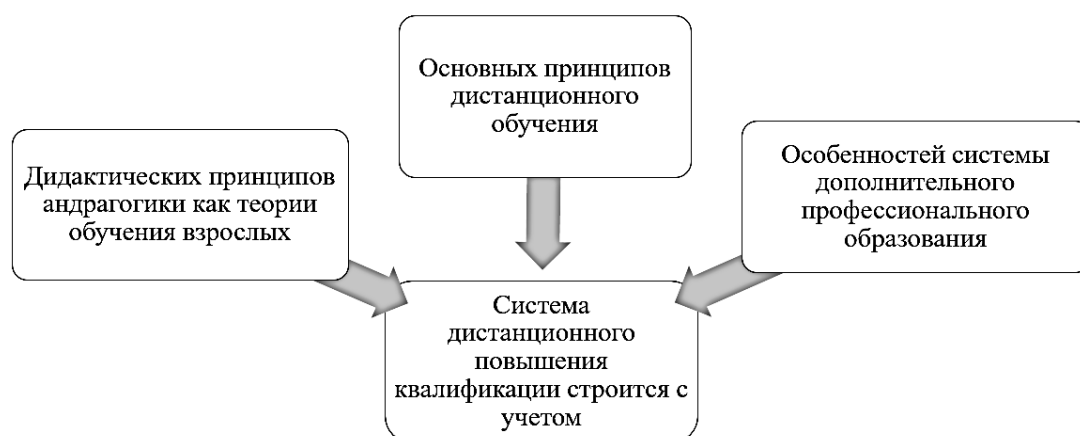 Основных принципов
дистанционного
обучения
Дидактических принципов
андрагогики как теории
обучения взрослых
Особенностей системы
дополнительного
профессионального
образования
Система
дистанционного
повышения
квалификации строится с
учетом